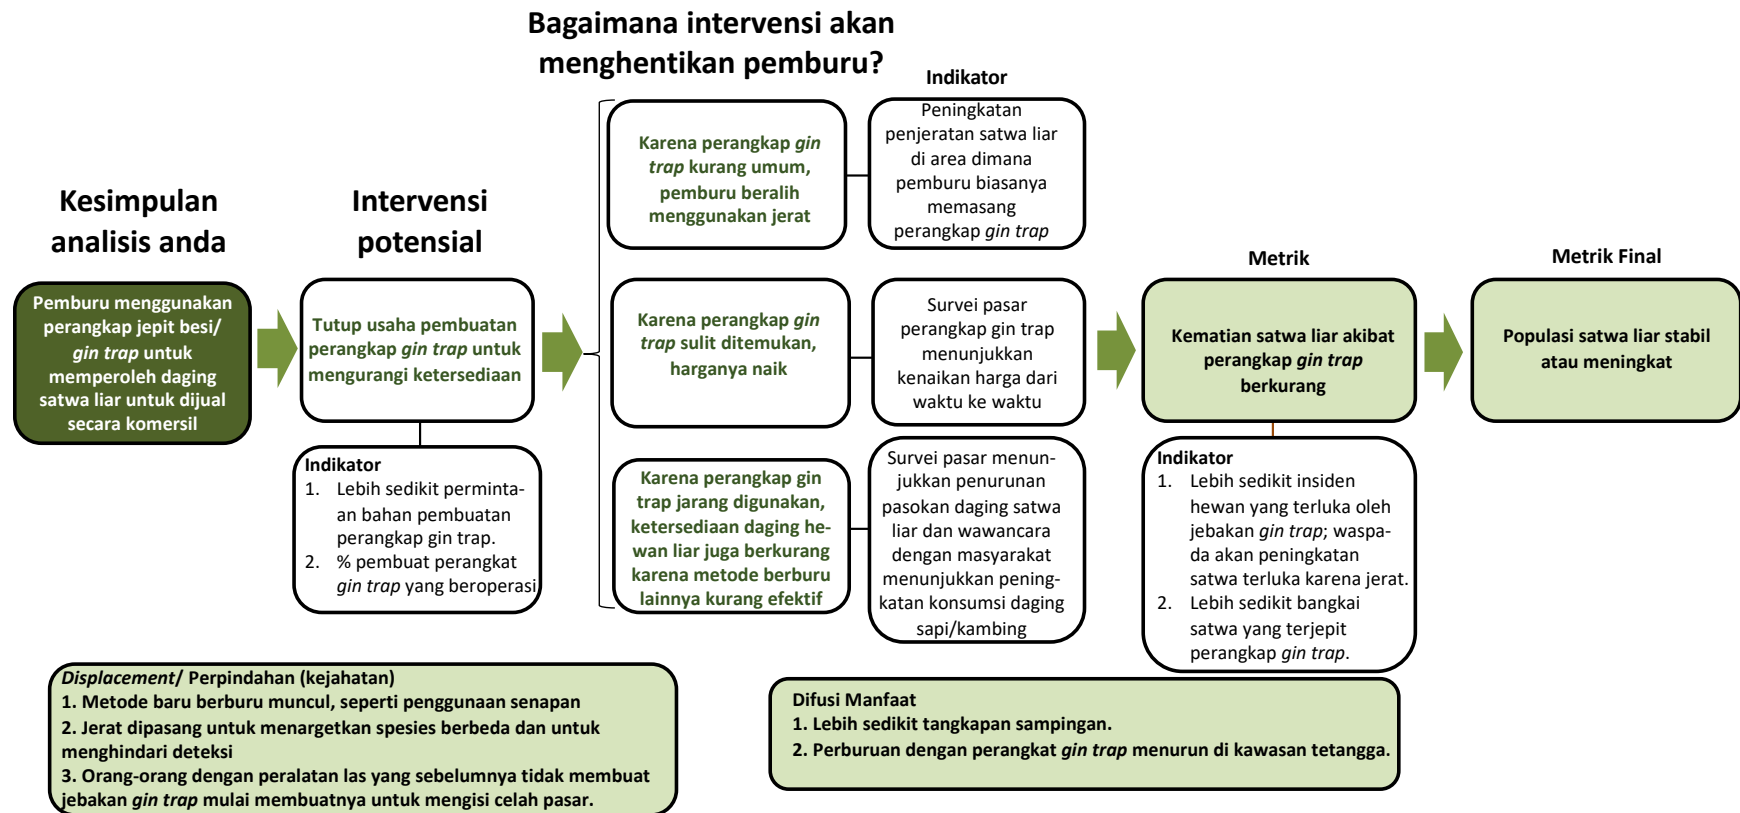 Bagaimana intervensi akan
menghentikan pemburu?
Indikator
Kesimpulan
analisis anda
Intervensi
potensial
Pemburu menggunakan
perangkap jepit besi/
gin trap untuk
memperoleh daging
satwa liar untuk dijual
secara komersil
Tutup usaha pembuatan
perangkap gin trap untuk
mengurangi ketersediaan
Indikator
1. Lebih sedikit perminta-
an bahan pembuatan
perangkap gin trap.
2. % pembuat perangkat
gin trap yang beroperasi
Karena perangkap gin
trap kurang umum,
pemburu beralih
menggunakan jerat
Peningkatan
penjeratan satwa liar
di area dimana
pemburu biasanya
memasang
perangkap gin trap
Karena perangkap gin
trap sulit ditemukan,
harganya naik
Survei pasar
perangkap gin trap
menunjukkan
kenaikan harga dari
waktu ke waktu
Karena perangkap gin
trap jarang digunakan,
ketersediaan daging he-
wan liar juga berkurang
karena metode berburu
lainnya kurang efektif
Survei pasar menun-
jukkan penurunan
pasokan daging satwa
liar dan wawancara
dengan masyarakat
menunjukkan pening-
katan konsumsi daging
sapi/kambing
Metrik
Kematian satwa liar akibat
perangkap gin trap
berkurang
Indikator
1. Lebih sedikit insiden
hewan yang terluka oleh
jebakan gin trap; waspa-
da akan peningkatan
satwa terluka karena jerat.
2. Lebih sedikit bangkai
satwa yang terjepit
perangkap gin trap.
Metrik Final
Populasi satwa liar stabil
atau meningkat
Displacement/ Perpindahan (kejahatan)
1. Metode baru berburu muncul, seperti penggunaan senapan
2. Jerat dipasang untuk menargetkan spesies berbeda dan untuk
menghindari deteksi
3. Orang-orang dengan peralatan las yang sebelumnya tidak membuat
jebakan gin trap mulai membuatnya untuk mengisi celah pasar.
Difusi Manfaat
1. Lebih sedikit tangkapan sampingan.
2. Perburuan dengan perangkat gin trap menurun di kawasan tetangga.